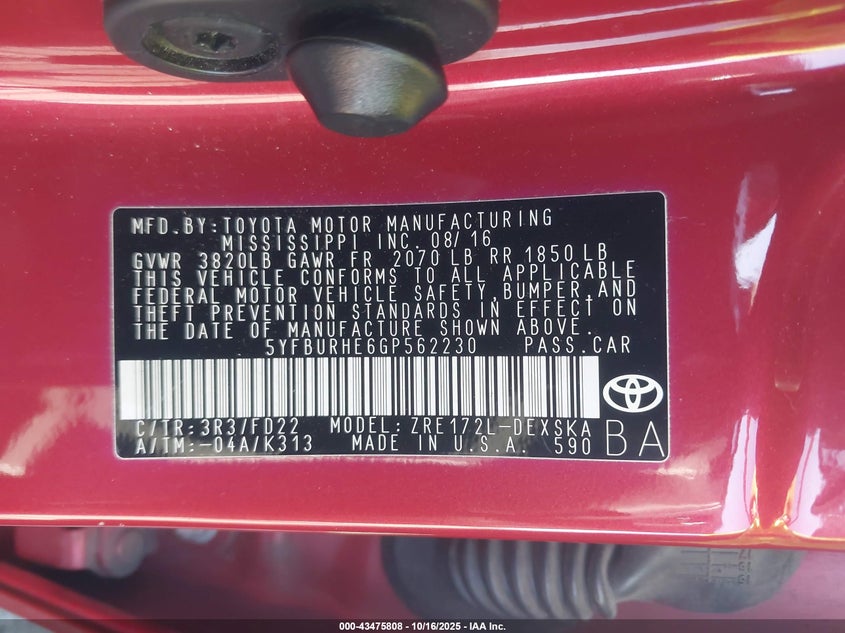 MFD.BY:TOYOTA MOTOR MANUFACTURING
MISSISSIPPI INC.08/16
GVWR 3820LB GAWR FR 2070 LB RR 1850 LB
THIS VEHICLE CONFORMS TO ALL APPLICABLE
FEDERAL MOTOR VEHICLE SAFETY,BUMPER,AND
THEFT PREVENTION STANDARDS IN EFFECT ON
THE DATE OF MANUFACTURE SHOWN ABOVE.
5YFBURHE6GP562230 PASS.CAR
C/TR:3R3/FD22 MODEL:ZRE172L-DEXSKA
A/TM:-04A/K313 MADE IN U.S.A. 590
BA
000-43475808 - 10/16/2025 - IAA Inc.